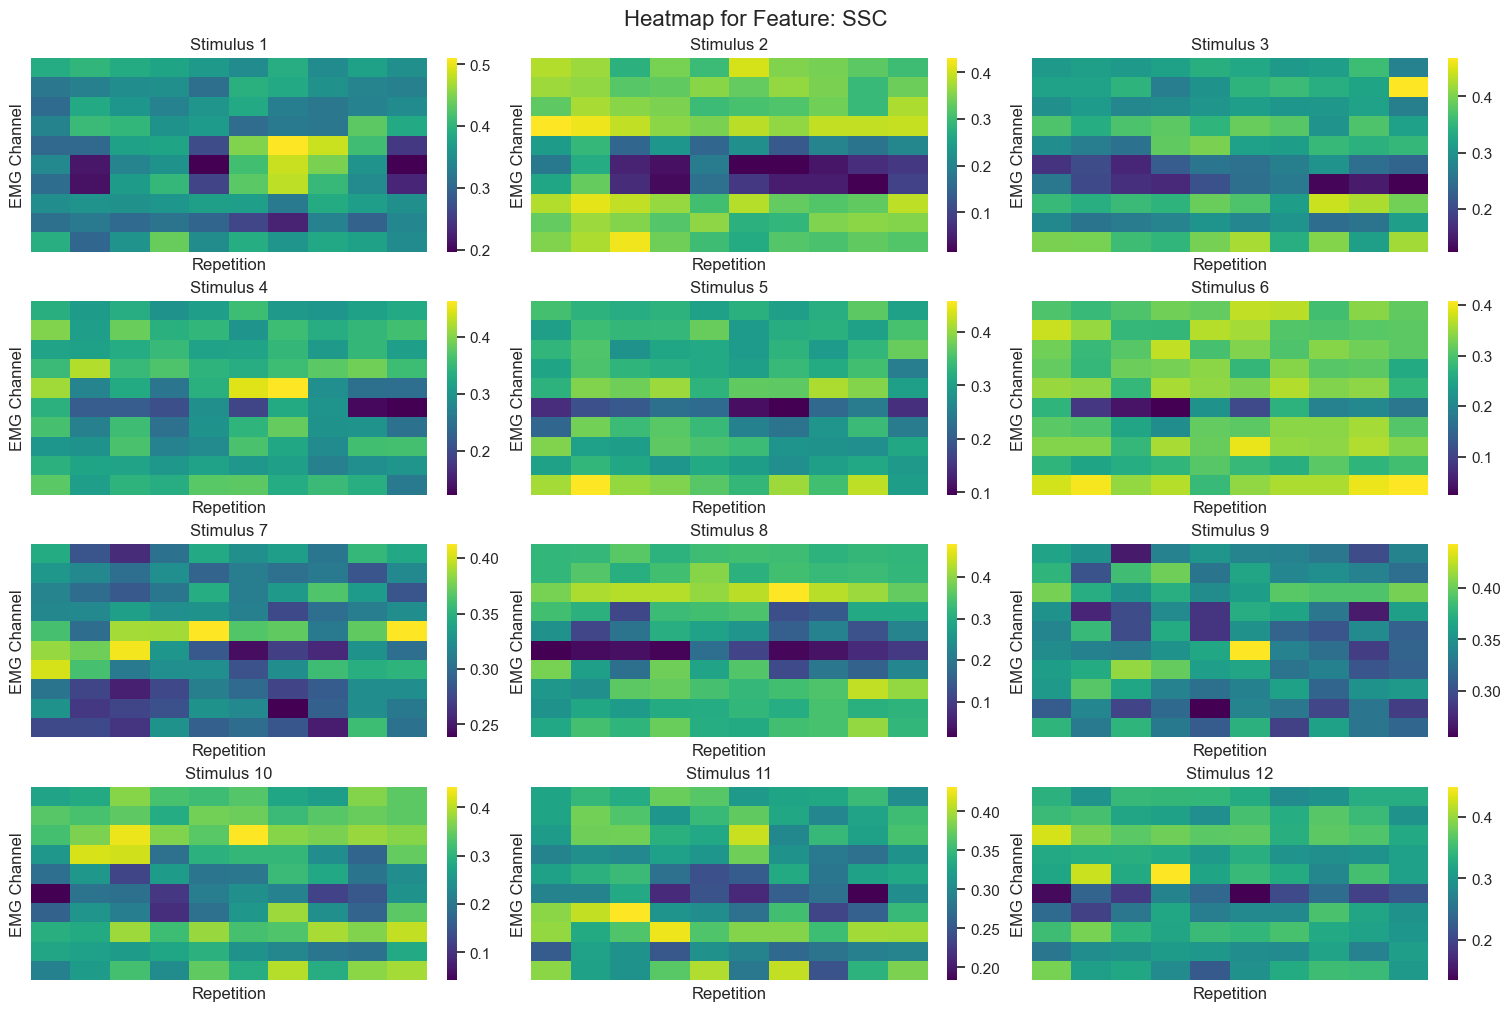 Heatmap for Feature: SSC
Stimulus 1
EMG Channel
Repetition
0.5
0.4
0.3
0.2
Stimulus 2
EMG Channel
Repetition
0.4
0.3
0.2
0.1
Stimulus 3
EMG Channel
Repetition
0.4
0.3
0.2
Stimulus 4
EMG Channel
Repetition
0.4
0.3
0.2
Stimulus 5
EMG Channel
Repetition
0.4
0.3
0.2
0.1
Stimulus 6
EMG Channel
Repetition
0.4
0.3
0.2
0.1
Stimulus 7
EMG Channel
Repetition
0.40
0.35
0.30
0.25
Stimulus 8
EMG Channel
Repetition
0.4
0.3
0.2
0.1
Stimulus 9
EMG Channel
Repetition
0.40
0.35
0.30
Stimulus 10
EMG Channel
Repetition
0.4
0.3
0.2
0.1
Stimulus 11
EMG Channel
Repetition
0.40
0.35
0.30
0.25
0.20
Stimulus 12
EMG Channel
Repetition
0.4
0.3
0.2